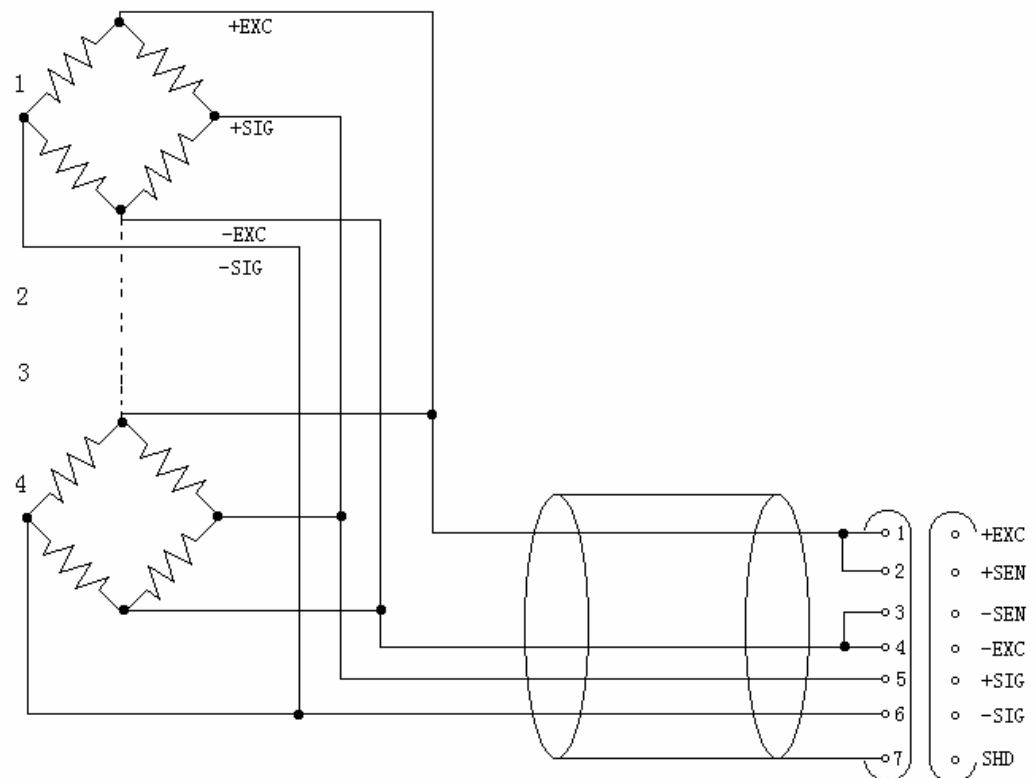 +EXC
1
+SIG
-EXC
-SIG
2
3
4
1 +EXC
2 +SEN
3 -SEN
4 -EXC
5 +SIG
6 -SIG
7 SHD